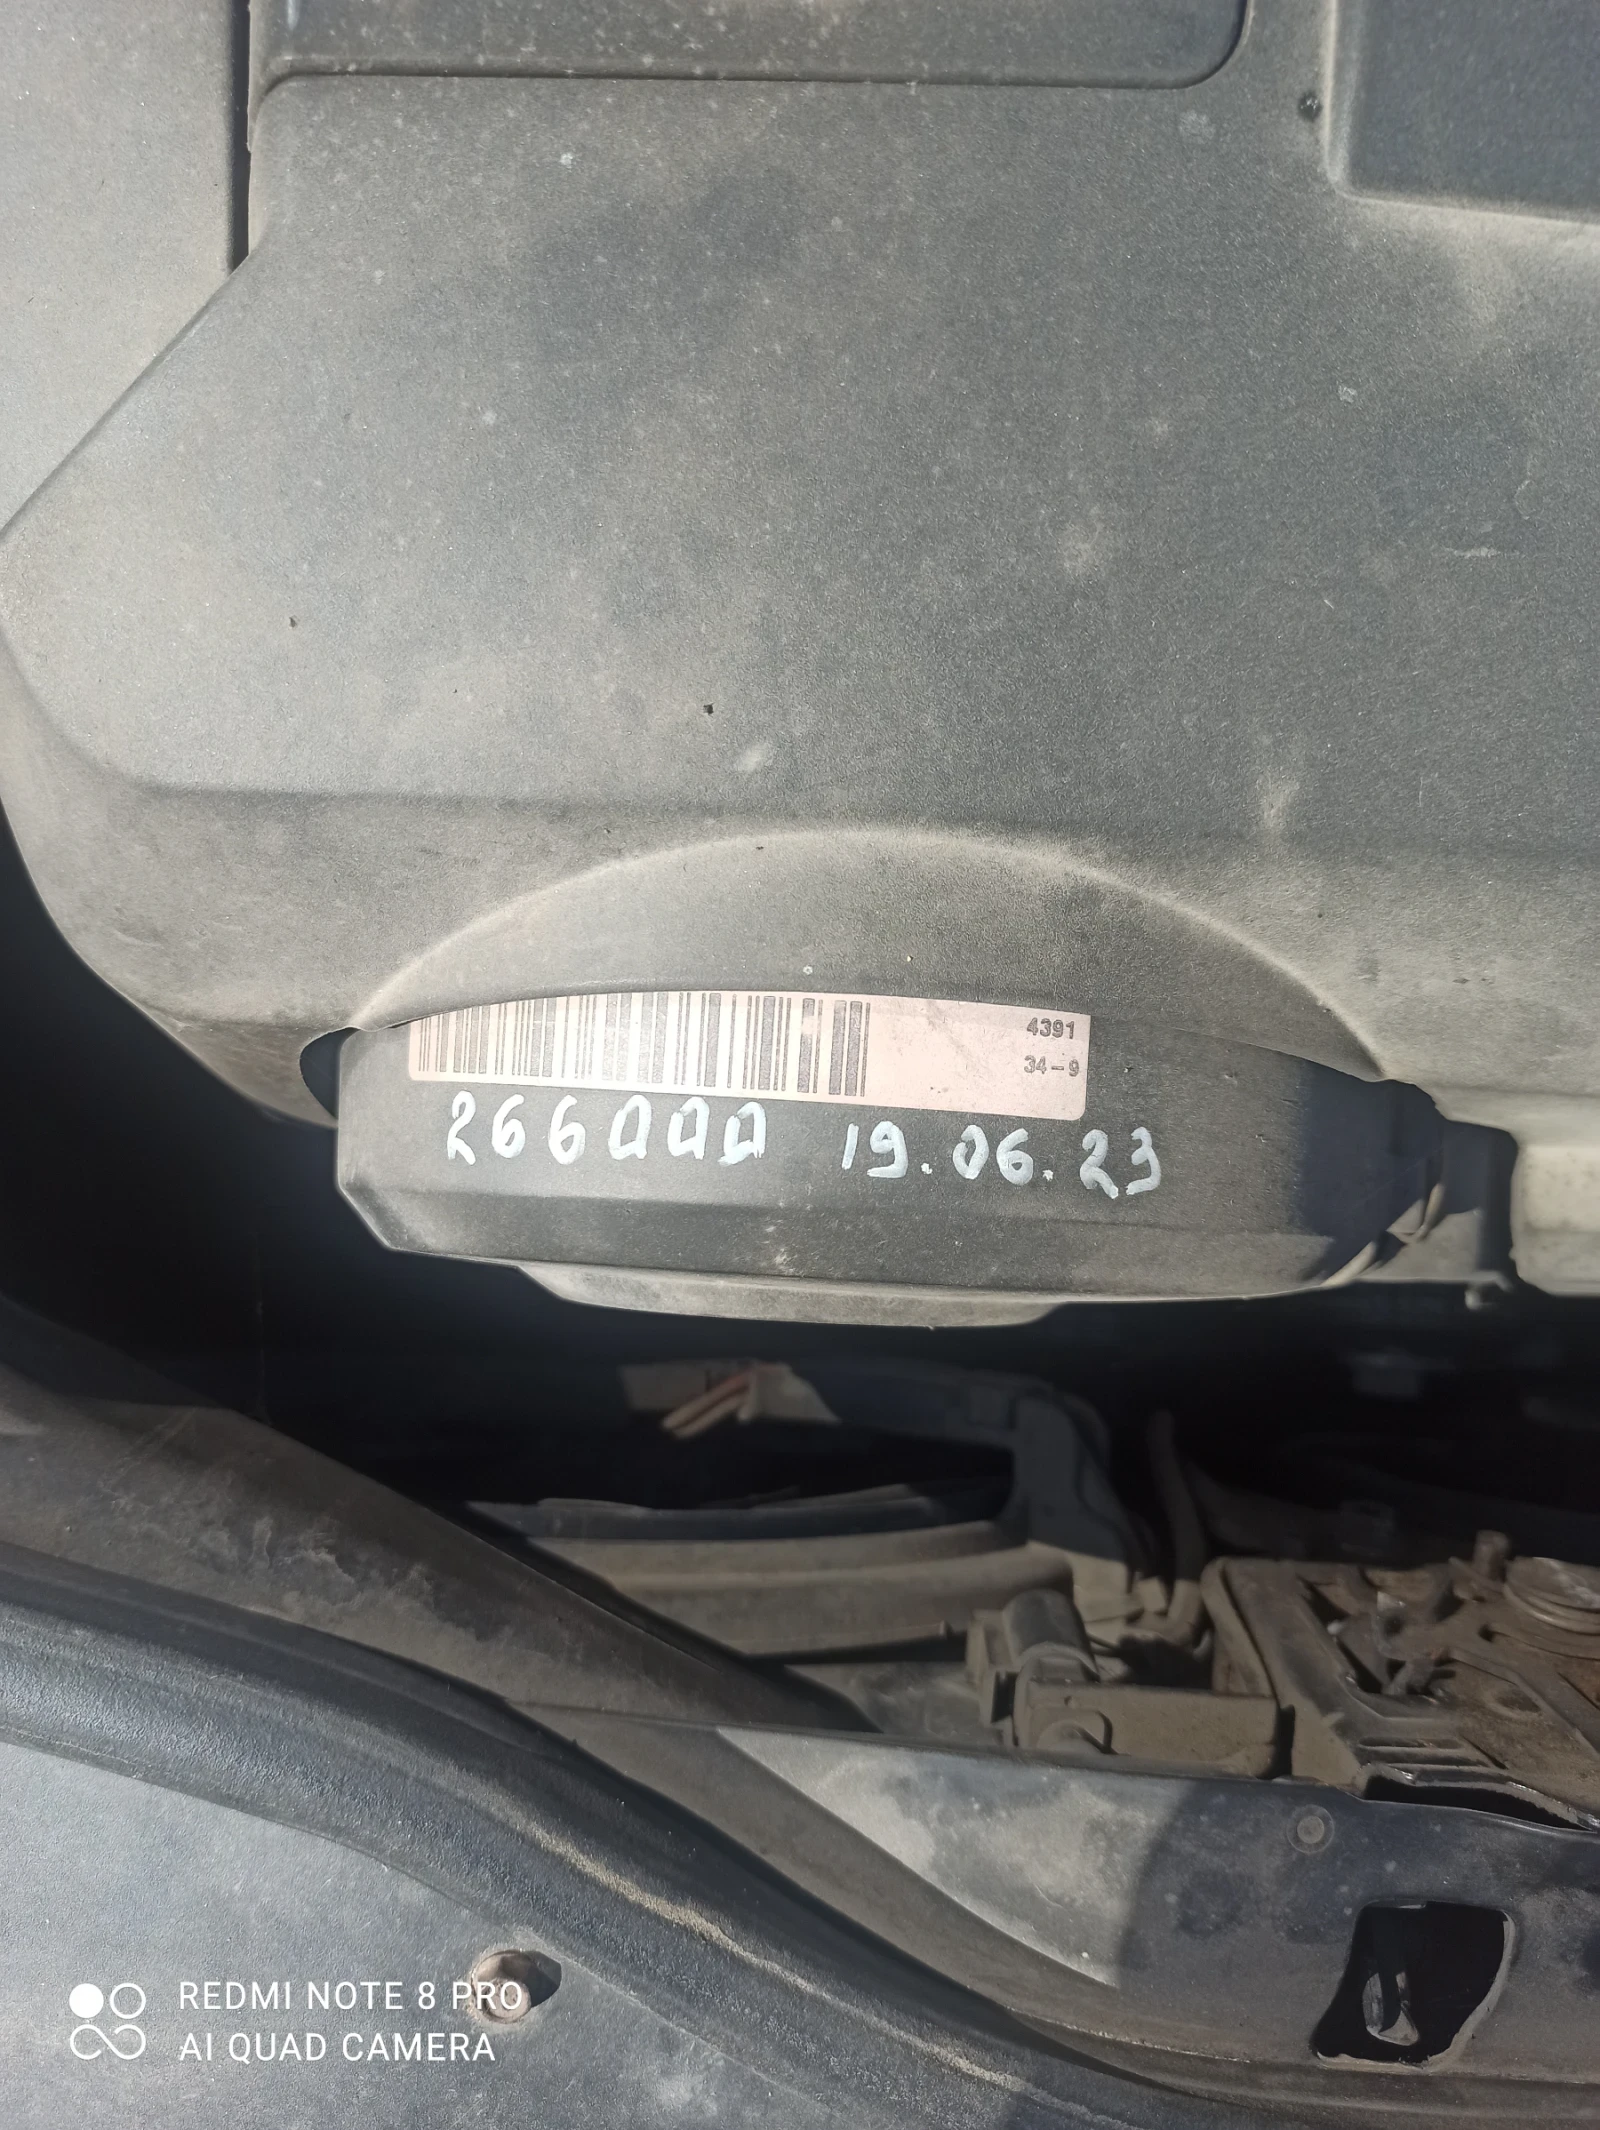 4391
34-9
266000 19.06.23
REDMI NOTE 8 PRO
AI QUAD CAMERA